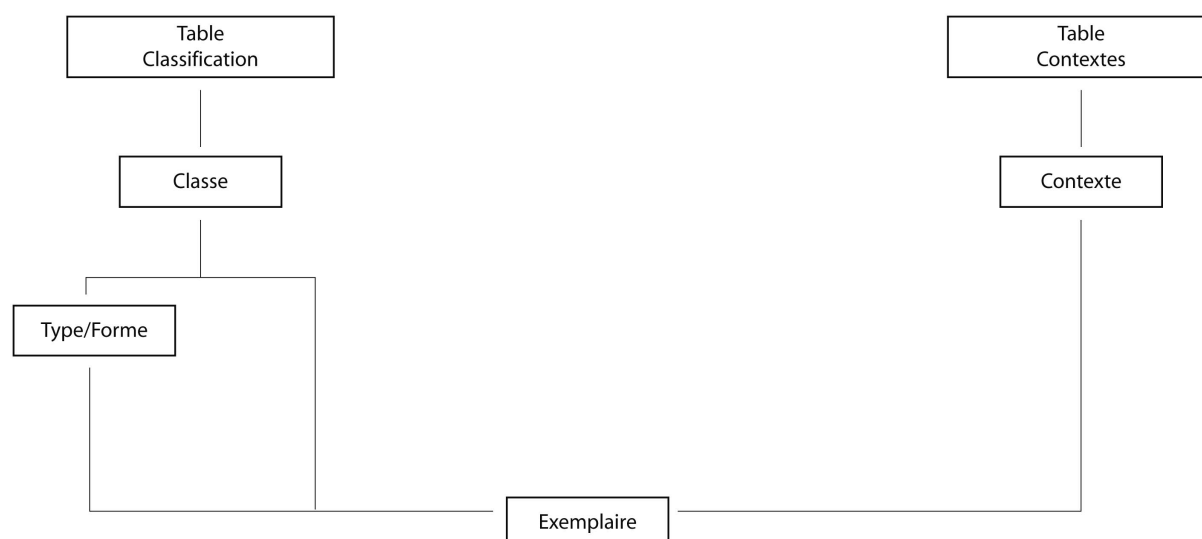 Table
Classification
Table
Contextes
Classe
Contexte
Type/Forme
Exemplaire